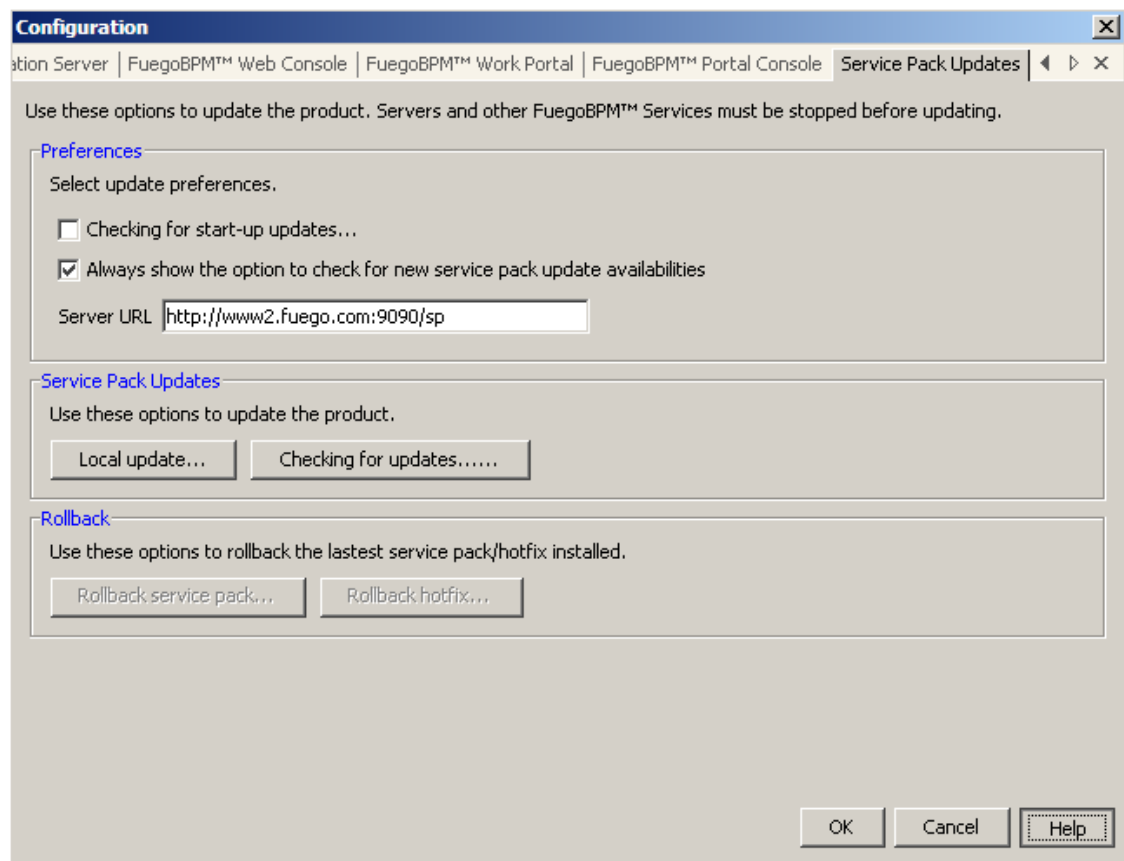 Configuration
ation Server | FuegoBPM™ Web Console | FuegoBPM™ Work Portal | FuegoBPM™ Portal Console Service Pack Updates
Use these options to update the product. Servers and other FuegoBPM™ Services must be stopped before updating.
Preferences
Select update preferences.
Checking for start-up updates...
Always show the option to check for new service pack update availabilities
Server URL http://www2.fuego.com:9090/sp
Service Pack Updates
Use these options to update the product.
Local update... Checking for updates......
Rollback
Use these options to rollback the lastest service pack/hotfix installed.
Rollback service pack... Rollback hotfix...
OK Cancel Help